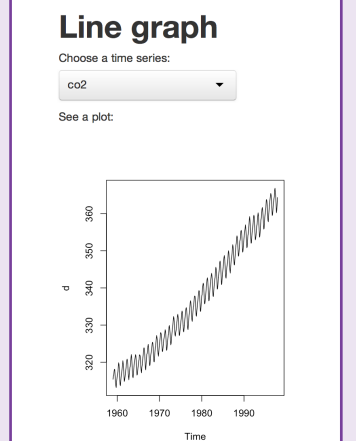 Line graph
Choose a time series:
co2
See a plot:
360
350
d
340
330
320
1960 1970 1980 1990
Time